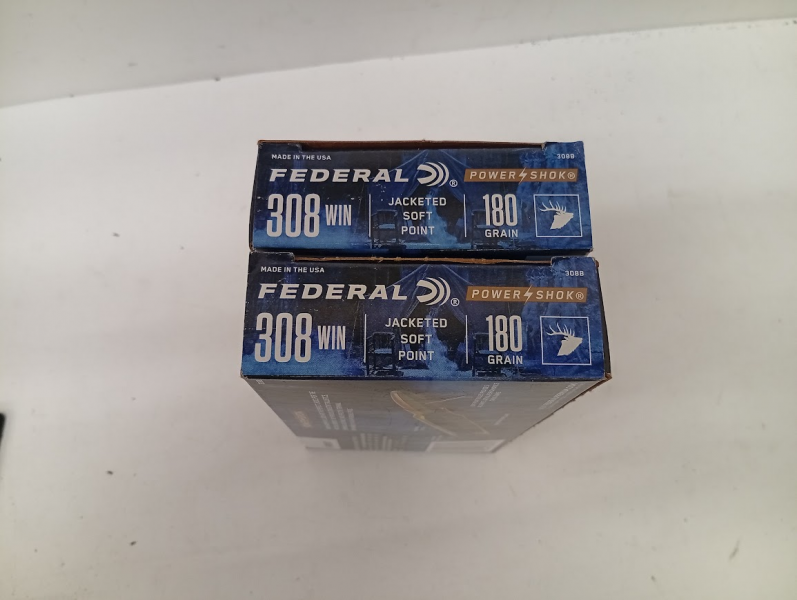 MADE IN THE USA 308B
FEDERAL ® POWER SHOK®
308 WIN JACKETED SOFT POINT 180 GRAIN
MADE IN THE USA 308B
FEDERAL ® POWER SHOK®
308 WIN JACKETED SOFT POINT 180 GRAIN